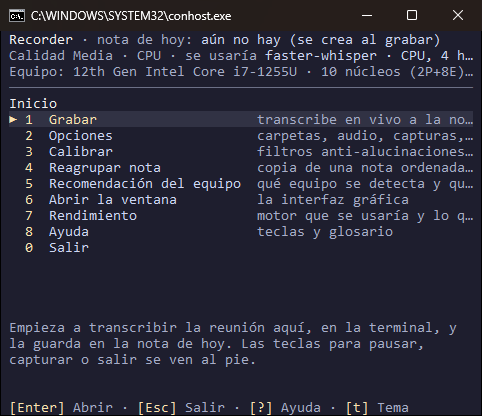 C:\WINDOWS\SYSTEM32\conhost.exe
Recorder · nota de hoy: aún no hay (se crea al grabar)
Calidad Media · CPU · se usaría faster-whisper · CPU, 4 h…
Equipo: 12th Gen Intel Core i7-1255U · 10 núcleos (2P+8E)…
Inicio
► 1 Grabar transcribe en vivo a la no…
2 Opciones carpetas, audio, capturas,…
3 Calibrar filtros anti-alucinaciones…
4 Reagrupar nota copia de una nota ordenada…
5 Recomendación del equipo qué equipo se detecta y qu…
6 Abrir la ventana la interfaz gráfica
7 Rendimiento motor que se usaría y lo q…
8 Ayuda teclas y glosario
0 Salir
Empieza a transcribir la reunión aquí, en la terminal, y
la guarda en la nota de hoy. Las teclas para pausar,
capturar o salir se ven al pie.
[Enter] Abrir · [Esc] Salir · [?] Ayuda · [t] Tema